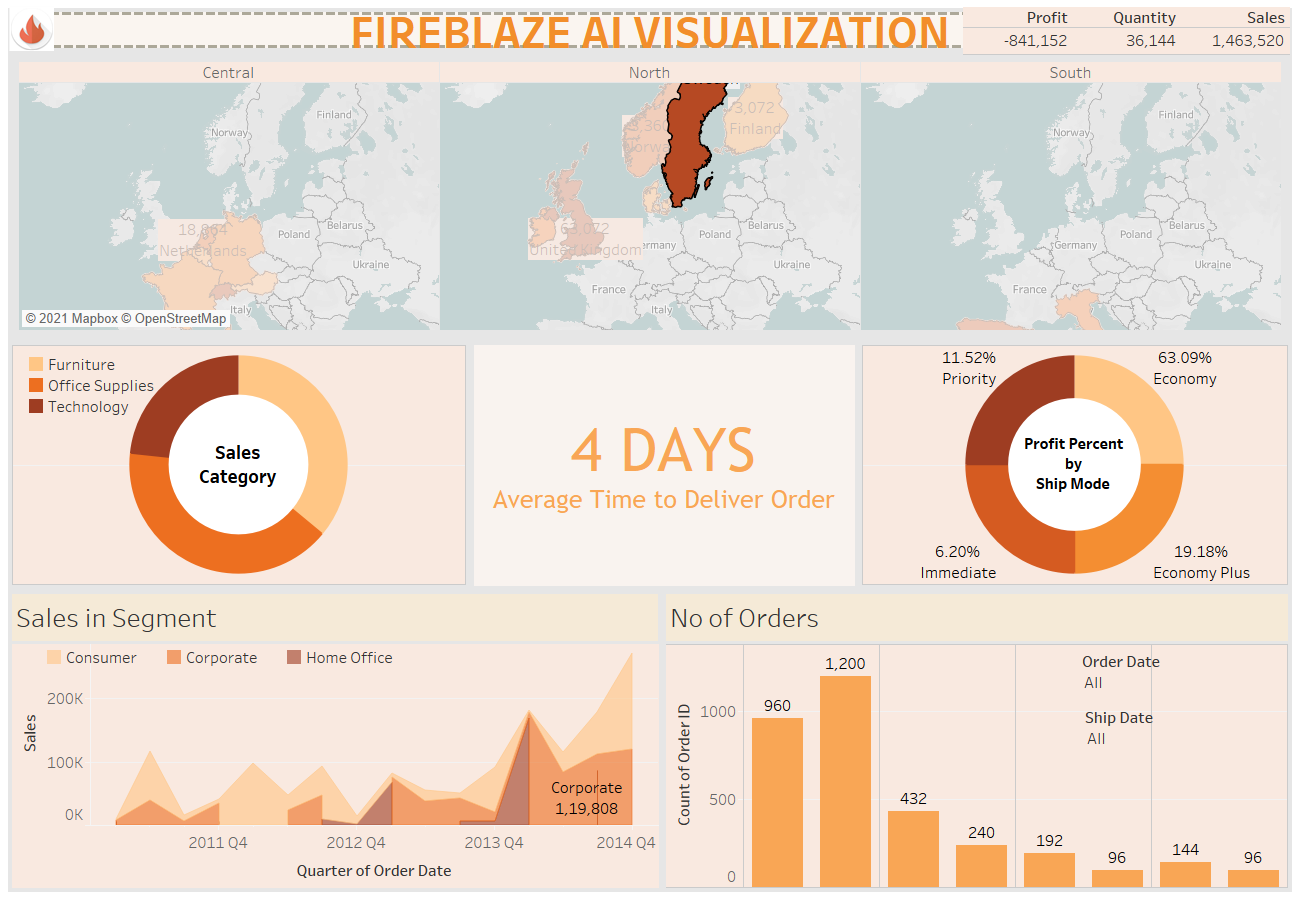 FIREBLAZE AI VISUALIZATION
Profit Quantity Sales
-841,152 36,144 1,463,520
Central
North
South
Norway
Finland
18,864
Netherlands
Poland
Belarus
Ukraine
Italy
© 2021 Mapbox © OpenStreetMap
3,072
Finland
63,072
United Kingdom
Poland
Belarus
Ukraine
France
Italy
Norway
Finland
Germany
Poland
Belarus
Ukraine
France
Furniture
Office Supplies
Technology
Sales
Category
4 DAYS
Average Time to Deliver Order
11.52%
Priority
63.09%
Economy
Profit Percent
by
Ship Mode
6.20%
Immediate
19.18%
Economy Plus
Sales in Segment
Consumer Corporate Home Office
Sales
200K
100K
0K
Corporate
1,19,808
2011 Q4 2012 Q4 2013 Q4 2014 Q4
Quarter of Order Date
No of Orders
Order Date
All
Ship Date
All
Count of Order ID
1000
500
0
960
1,200
432
240
192
96
144
96